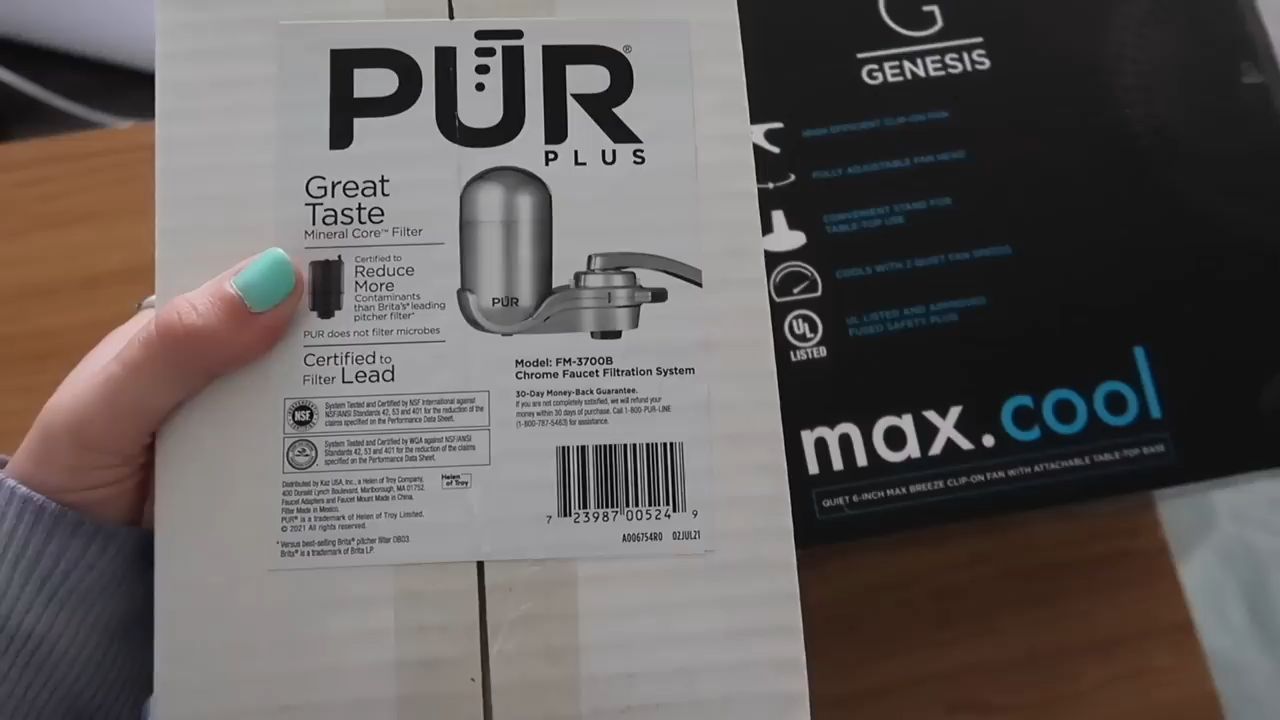 PŪR®
PLUS
Great
Taste
Mineral Core™ Filter
Certified to
Reduce
More
Contaminants
than Brita's* leading
pitcher filter*
PUR does not filter microbes
Certified to
Filter Lead
PŪR
Model: FM-3700B
Chrome Faucet Filtration System
30-Day Money-Back Guarantee.
If you are not completely satisfied, we will refund your
money within 30 days of purchase. Call 1-800-PUR-LINE
(1-800-787-5463) for assistance.
NSF
System Tested and Certified by NSF International against
NSF/ANSI Standards 42, 53 and 401 for the reduction of the
claims specified on the Performance Data Sheet.
System Tested and Certified by WQA against NSF/ANSI
Standards 42, 53 and 401 for the reduction of the claims
specified on the Performance Data Sheet.
Distributed by Kaz USA, Inc., a Helen of Troy Company,
400 Donald Lynch Boulevard, Marlborough, MA 01752.
Faucet Adapters and Faucet Mount Made in China.
Filter Made in Mexico.
PUR® is a trademark of Helen of Troy Limited.
© 2021 All rights reserved.
Helen
of Troy
* Versus best-selling Brita® pitcher filter OB03.
Brita® is a trademark of Brita LP.
7 23987 00524 9
A006754R0 02JUL21
G
GENESIS
HIGH EFFICIENT CLIP-ON FAN
FULLY ADJUSTABLE FAN HEAD
CONVENIENT STAND FOR
TABLE-TOP USE
COOLS WITH 2 QUIET FAN SPEEDS
UL LISTED AND APPROVED
FUSED SAFETY PLUG
UL
LISTED
max.cool
QUIET 6-INCH MAX BREEZE CLIP-ON FAN WITH ATTACHABLE TABLE-TOP BASE